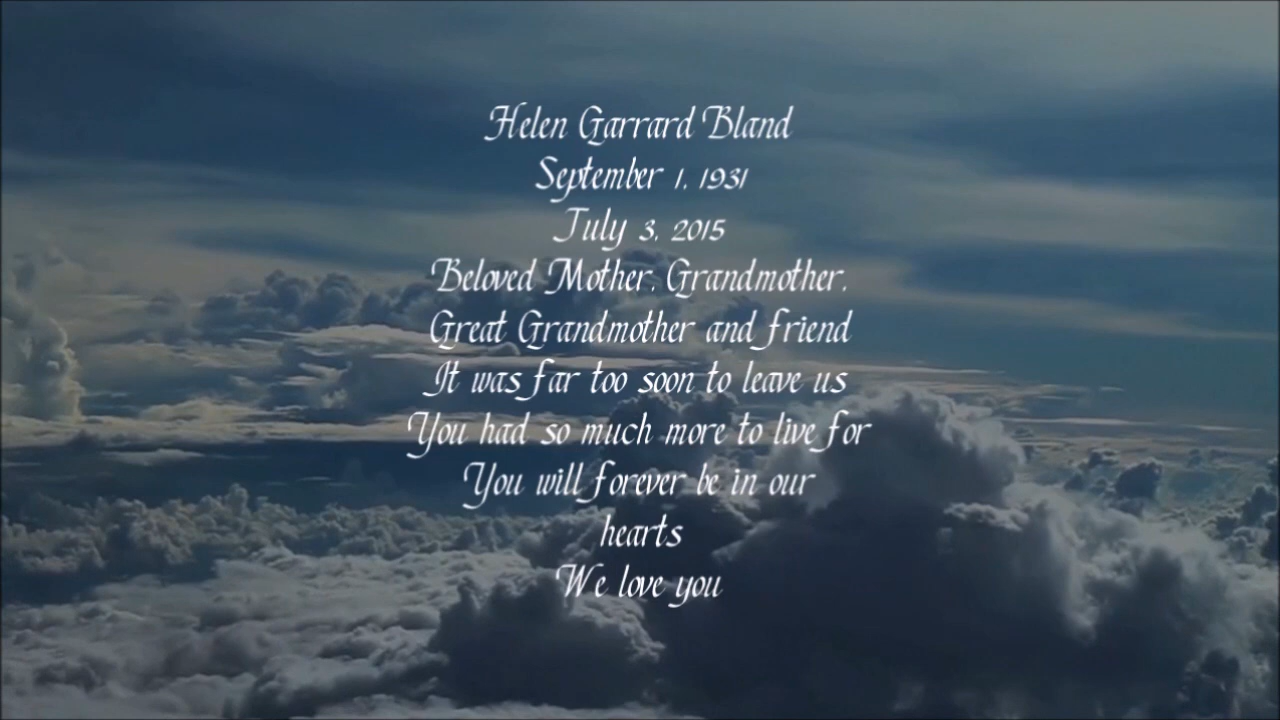 Helen Garrard Bland
September 1, 1931
July 3, 2015
Beloved Mother, Grandmother,
Great Grandmother and friend
It was far too soon to leave us
You had so much more to live for
You will forever be in our
hearts
We love you